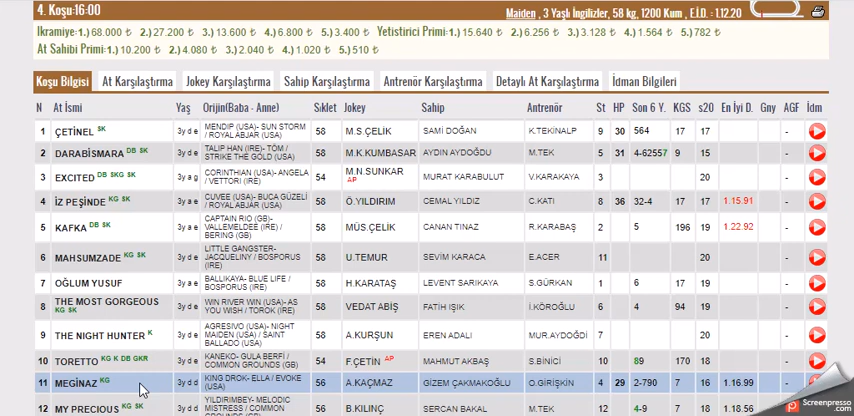 4. Koşu:16:00
Maiden , 3 Yaşlı İngilizler, 58 kg, 1200 Kum , E.İ.D. : 1.12.20
Ikramiye:1.) 68.000 ₺ 2.) 27.200 ₺ 3.) 13.600 ₺ 4.) 6.800 ₺ 5.) 3.400 ₺ Yetistirici Primi: 1.) 15.640 ₺ 2.) 6.256 ₺ 3.) 3.128 ₺ 4.) 1.564 ₺ 5.) 782 ₺
At Sahibi Primi: 1.) 10.200 ₺ 2.) 4.080 ₺ 3.) 2.040 ₺ 4.) 1.020 ₺ 5.) 510 ₺
Koşu Bilgisi At Karşılaştırma Jokey Karşılaştırma Sahip Karşılaştırma Antrenör Karşılaştırma Detaylı At Karşılaştırma İdman Bilgileri
N At İsmi Yaş Orijin(Baba - Anne) Sıklet Jokey Sahip Antrenör St HP Son 6 Y. KGS s20 En İyi D. Gny AGF İdm
1 ÇETİNEL SK 3y d e MENDIP (USA)- SUN STORM / ROYAL ABJAR (USA) 58 M.S.ÇELİK SAMİ DOĞAN K.TEKİNALP 9 30 564 17 17 -
2 DARABİSMARA DB SK 3y d e TALIP HAN (IRE)- TÖM / STRIKE THE GOLD (USA) 58 M.K.KUMBASAR AYDIN AYDOĞDU M.TEK 5 31 4-62557 9 15 -
3 EXCITED DB SKG SK 3y a g CORINTHIAN (USA)- ANGELA / VETTORI (IRE) 54 M.N.SUNKAR AP MURAT KARABULUT V.KARAKAYA 3 20 -
4 İZ PEŞİNDE KG SK 3y a e CUVEE (USA)- BUCA GÜZELİ / ROYAL ABJAR (USA) 58 Ö.YILDIRIM CEMAL YILDIZ C.KATI 8 36 32-4 17 17 1.15.91 -
5 KAFKA DB SK 3y a e CAPTAIN RIO (GB)- VALLEMELDEE (IRE) / BERING (GB) 58 MÜS.ÇELİK CANAN TINAZ R.KARABAŞ 2 5 196 19 1.22.92 -
6 MAHSUMZADE KG SK 3y d e LITTLE GANGSTER- JACQUELINY / BOSPORUS (IRE) 58 U.TEMUR SEVİM KARACA E.ACER 11 20 -
7 OĞLUM YUSUF 3y a e BALLIKAYA- BLUE LIFE / BOSPORUS (IRE) 58 H.KARATAŞ LEVENT SARIKAYA S.GÜRKAN 1 6 17 19 -
8 THE MOST GORGEOUS KG SK 3y d e WIN RIVER WIN (USA)- AS YOU WISH / TOROK (IRE) 58 VEDAT ABİŞ FATİH IŞIK İ.KÖROĞLU 6 4 94 19 -
9 THE NIGHT HUNTER K 3y d e AGRESIVO (USA)- NIGHT MAIDEN (USA) / SAINT BALLADO (USA) 58 A.KURŞUN EREN ADALI MUR.AYDOĞDİ 7 20 -
10 TORETTO KG K DB GKR 3y d e KANEKO- GULA BERFI / COMMON GROUNDS (GB) 54 F.ÇETİN AP MAHMUT AKBAŞ S.BİNİCİ 10 89 170 18 -
11 MEGİNAZ KG 3y d d KING DROK- ELLA / EVOKE (USA) 56 A.KAÇMAZ GİZEM ÇAKMAKOĞLU O.GİRİŞKİN 4 29 2-790 7 16 1.16.99 -
12 MY PRECIOUS KG SK 3y d d YILDIRIMBEY- MELODIC MISTRESS / COMMON 56 B.KILINÇ SERCAN BAKAL M.TEK 12 4-9 7 18 1.18.56
Screenpresso
.com